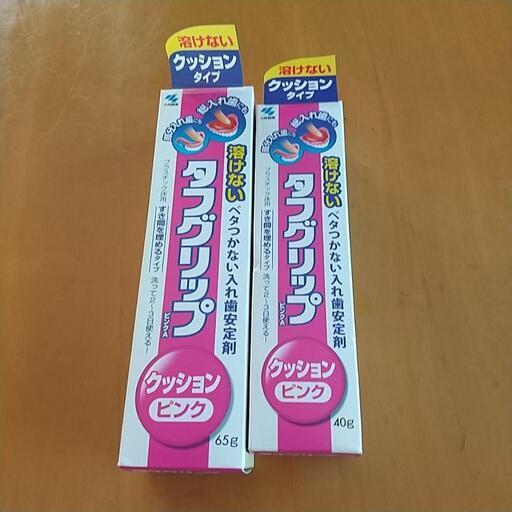 溶けない
クッション
タイプ
小林製薬
部分入れ歯にも
総入れ歯にも
溶けない
ベタつかない入れ歯安定剤
タフグリップ
ピンクA
プラスチック床用
すき間を埋めるタイプ
洗って2~3日使える!
クッション
ピンク
65g
溶けない
クッション
タイプ
小林製薬
部分入れ歯にも
総入れ歯にも
溶けない
ベタつかない入れ歯安定剤
タフグリップ
ピンクA
プラスチック床用
すき間を埋めるタイプ
洗って2~3日使える!
クッション
ピンク
40g